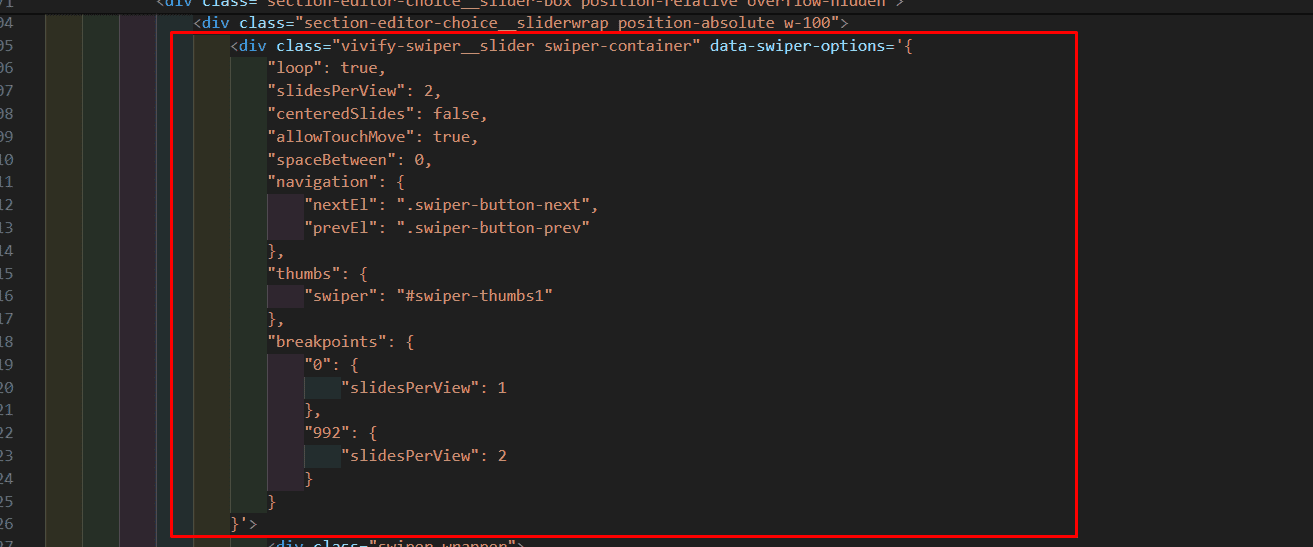 <div class="section-editor-choice__slider-box position-relative overflow-hidden">
04 <div class="section-editor-choice__sliderwrap position-absolute w-100">
05 <div class="vivify-swiper__slider swiper-container" data-swiper-options='{
06 "loop": true,
07 "slidesPerView": 2,
08 "centeredSlides": false,
09 "allowTouchMove": true,
10 "spaceBetween": 0,
11 "navigation": {
12 "nextEl": ".swiper-button-next",
13 "prevEl": ".swiper-button-prev"
14 },
15 "thumbs": {
16 "swiper": "#swiper-thumbs1"
17 },
18 "breakpoints": {
19 "0": {
20 "slidesPerView": 1
21 },
22 "992": {
23 "slidesPerView": 2
24 }
25 }
26 }'>
27 <div class="swiper-wrapper">